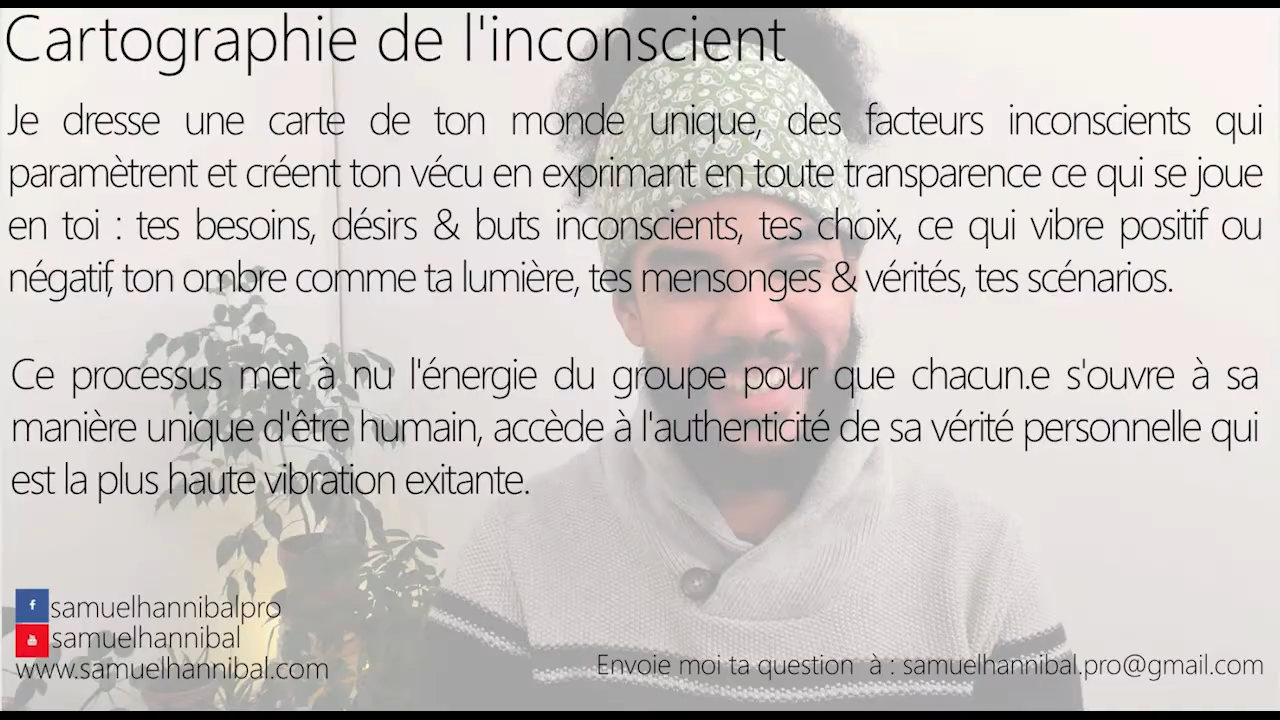 Cartographie de l'inconscient
Je dresse une carte de ton monde unique, des facteurs inconscients qui
paramètrent et créent ton vécu en exprimant en toute transparence ce qui se joue
en toi : tes besoins, désirs & buts inconscients, tes choix, ce qui vibre positif ou
négatif, ton ombre comme ta lumière, tes mensonges & vérités, tes scénarios.
Ce processus met à nu l'énergie du groupe pour que chacun.e s'ouvre à sa
manière unique d'être humain, accède à l'authenticité de sa vérité personnelle qui
est la plus haute vibration exitante.
f samuelhannibalpro
samuelhannibal
www.samuelhannibal.com
Envoie moi ta question à : samuelhannibal.pro@gmail.com